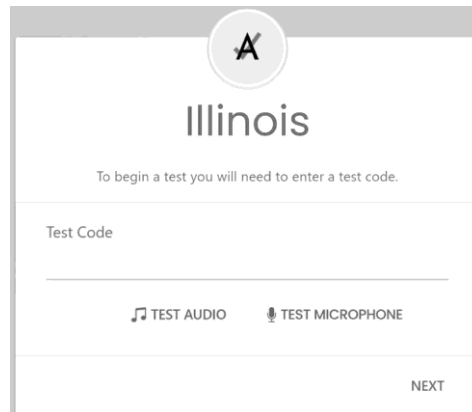 A
Illinois
To begin a test you will need to enter a test code.
Test Code
TEST AUDIO
TEST MICROPHONE
NEXT